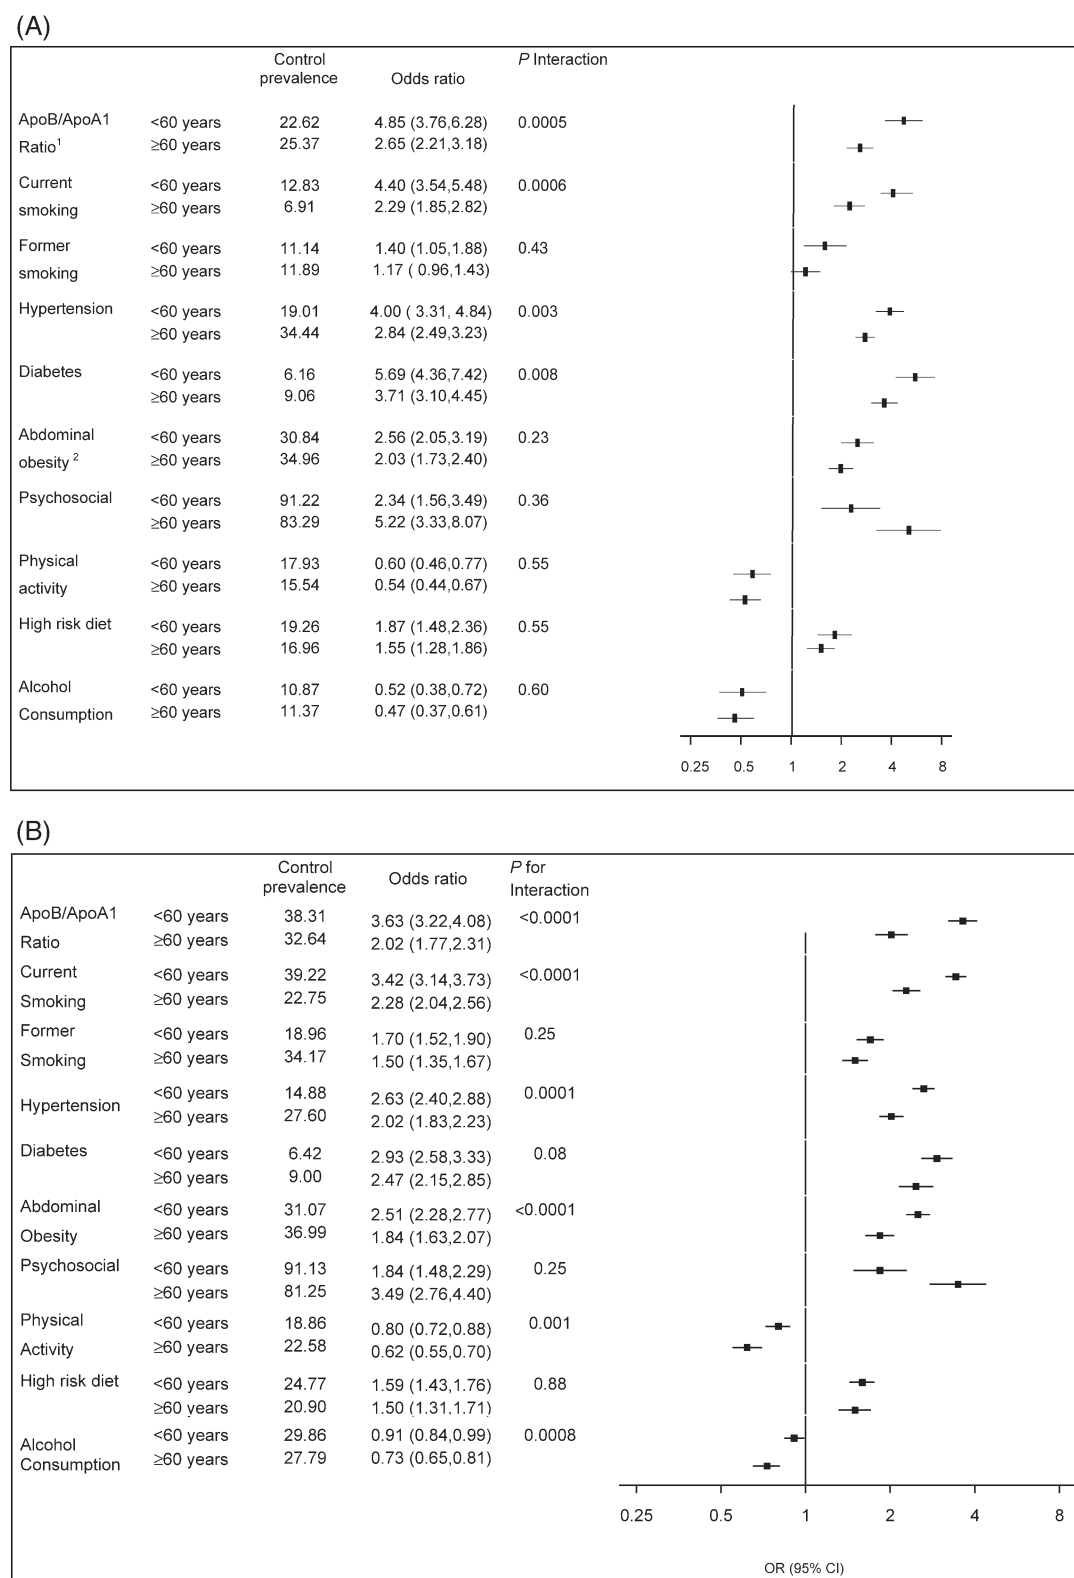 (A)
Control prevalence Odds ratio P Interaction
ApoB/ApoA1 <60 years 22.62 4.85 (3.76,6.28) 0.0005
Ratio1 ≥60 years 25.37 2.65 (2.21,3.18)
Current <60 years 12.83 4.40 (3.54,5.48) 0.0006
smoking ≥60 years 6.91 2.29 (1.85,2.82)
Former <60 years 11.14 1.40 (1.05,1.88) 0.43
smoking ≥60 years 11.89 1.17 ( 0.96,1.43)
Hypertension <60 years 19.01 4.00 ( 3.31, 4.84) 0.003
≥60 years 34.44 2.84 (2.49,3.23)
Diabetes <60 years 6.16 5.69 (4.36,7.42) 0.008
≥60 years 9.06 3.71 (3.10,4.45)
Abdominal <60 years 30.84 2.56 (2.05,3.19) 0.23
obesity 2 ≥60 years 34.96 2.03 (1.73,2.40)
Psychosocial <60 years 91.22 2.34 (1.56,3.49) 0.36
≥60 years 83.29 5.22 (3.33,8.07)
Physical <60 years 17.93 0.60 (0.46,0.77) 0.55
activity ≥60 years 15.54 0.54 (0.44,0.67)
High risk diet <60 years 19.26 1.87 (1.48,2.36) 0.55
≥60 years 16.96 1.55 (1.28,1.86)
Alcohol <60 years 10.87 0.52 (0.38,0.72) 0.60
Consumption ≥60 years 11.37 0.47 (0.37,0.61)
0.25 0.5 1 2 4 8
(B)
Control prevalence Odds ratio P for Interaction
ApoB/ApoA1 <60 years 38.31 3.63 (3.22,4.08) <0.0001
Ratio ≥60 years 32.64 2.02 (1.77,2.31)
Current <60 years 39.22 3.42 (3.14,3.73) <0.0001
Smoking ≥60 years 22.75 2.28 (2.04,2.56)
Former <60 years 18.96 1.70 (1.52,1.90) 0.25
Smoking ≥60 years 34.17 1.50 (1.35,1.67)
Hypertension <60 years 14.88 2.63 (2.40,2.88) 0.0001
≥60 years 27.60 2.02 (1.83,2.23)
Diabetes <60 years 6.42 2.93 (2.58,3.33) 0.08
≥60 years 9.00 2.47 (2.15,2.85)
Abdominal <60 years 31.07 2.51 (2.28,2.77) <0.0001
Obesity ≥60 years 36.99 1.84 (1.63,2.07)
Psychosocial <60 years 91.13 1.84 (1.48,2.29) 0.25
≥60 years 81.25 3.49 (2.76,4.40)
Physical <60 years 18.86 0.80 (0.72,0.88) 0.001
Activity ≥60 years 22.58 0.62 (0.55,0.70)
High risk diet <60 years 24.77 1.59 (1.43,1.76) 0.88
≥60 years 20.90 1.50 (1.31,1.71)
Alcohol <60 years 29.86 0.91 (0.84,0.99) 0.0008
Consumption ≥60 years 27.79 0.73 (0.65,0.81)
0.25 0.5 1 2 4 8
OR (95% CI)